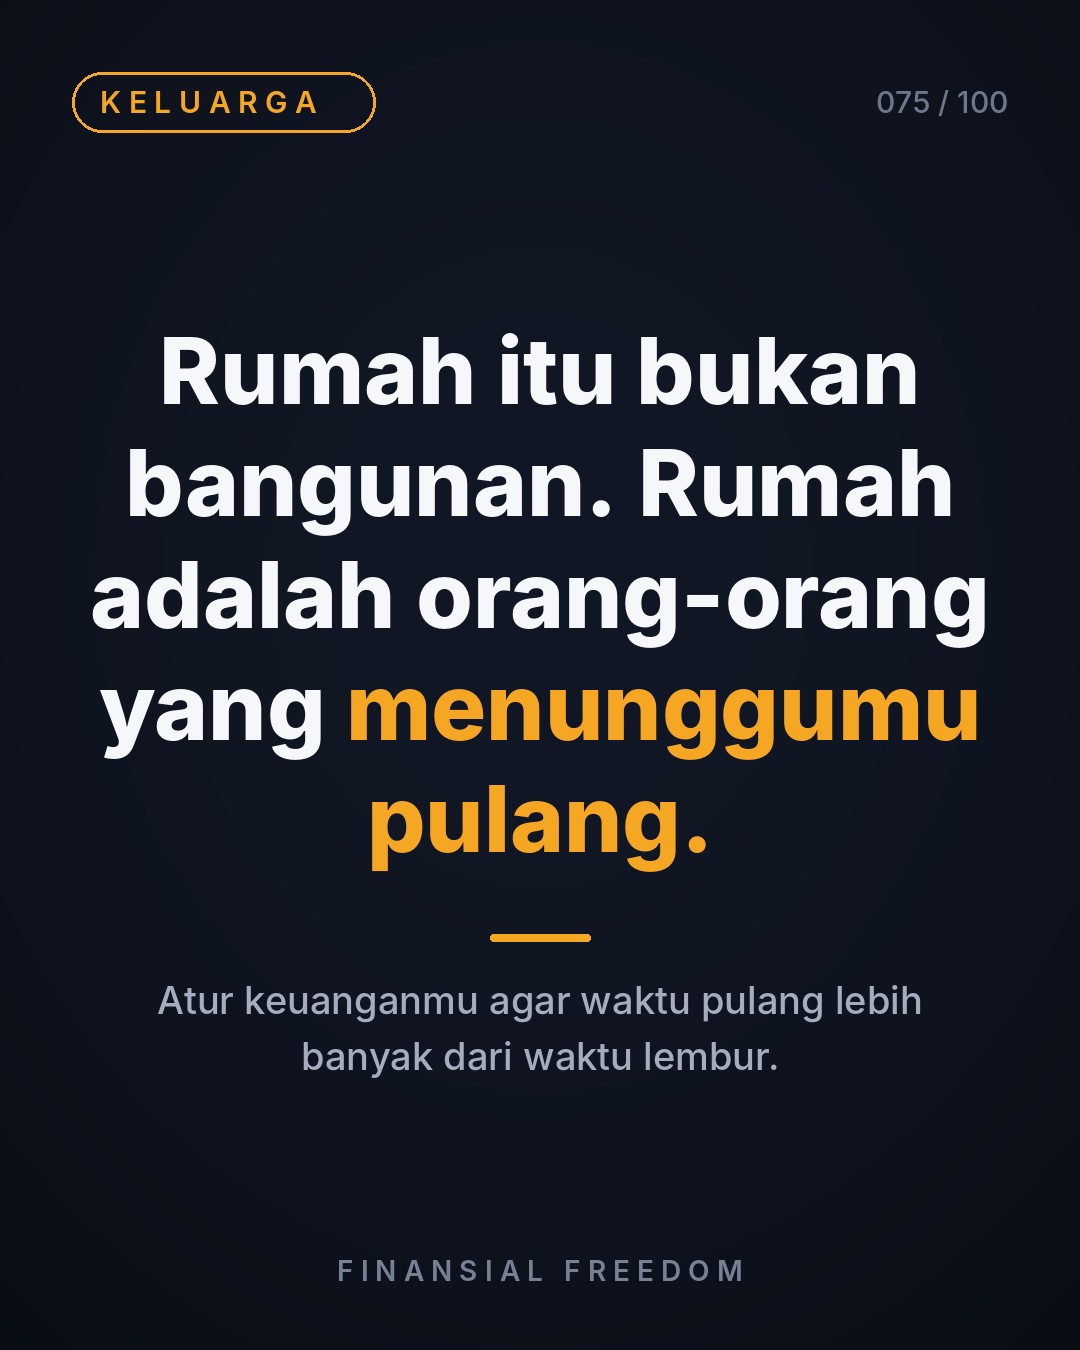 KELUARGA
075 / 100
Rumah itu bukan
bangunan. Rumah
adalah orang-orang
yang menunggumu
pulang.
Atur keuanganmu agar waktu pulang lebih
banyak dari waktu lembur.
FINANSIAL FREEDOM